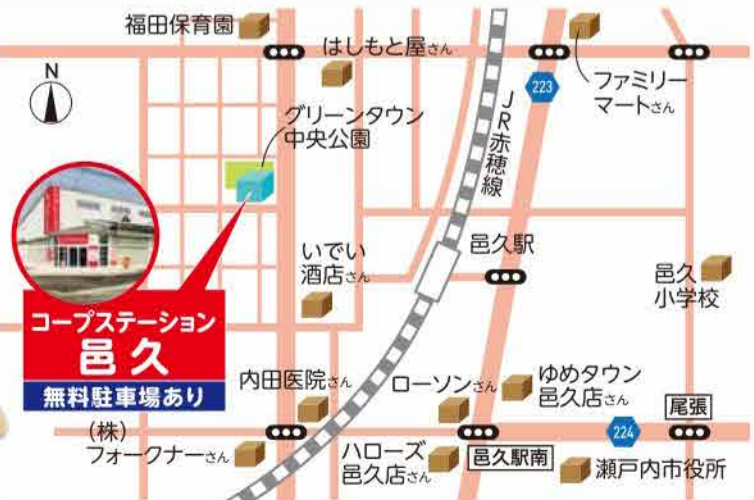 福田保育園
はしもと屋さん
N
グリーンタウン
中央公園
223
ファミリー
マートさん
JR赤穂線
邑久駅
いでい
酒店さん
邑久
小学校
コープステーション
邑久
無料駐車場あり
内田医院さん
ローソンさん
ゆめタウン
邑久店さん
尾張
224
(株)
フォークナーさん
ハローズ
邑久店さん
邑久駅南
瀬戸内市役所